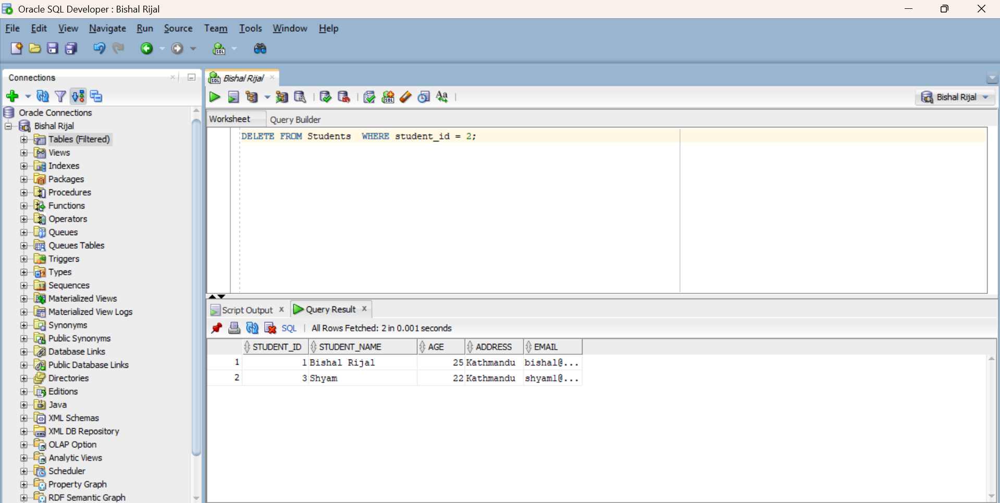 Oracle SQL Developer : Bishal Rijal
File Edit View Navigate Run Source Team Tools Window Help
Connections
Oracle Connections
Bishal Rijal
Tables (Filtered)
Views
Indexes
Packages
Procedures
Functions
Operators
Queues
Queues Tables
Triggers
Types
Sequences
Materialized Views
Materialized View Logs
Synonyms
Public Synonyms
Database Links
Public Database Links
Directories
Editions
Java
XML Schemas
XML DB Repository
OLAP Option
Analytic Views
Scheduler
Property Graph
RDF Semantic Graph
Bishal Rijal
Bishal Rijal
Worksheet Query Builder
DELETE FROM Students  WHERE student_id = 2;
Script Output x Query Result x
SQL | All Rows Fetched: 2 in 0.001 seconds
STUDENT_ID STUDENT_NAME AGE ADDRESS EMAIL
1 1 Bishal Rijal 25 Kathmandu bishal@...
2 3 Shyam 22 Kathmandu shyam1@...